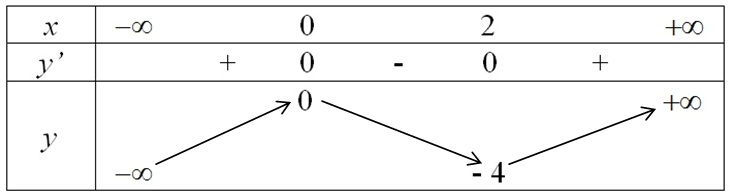 x −∞ 0 2 +∞
y’ + 0 - 0 +
0 +∞
y
−∞ - 4